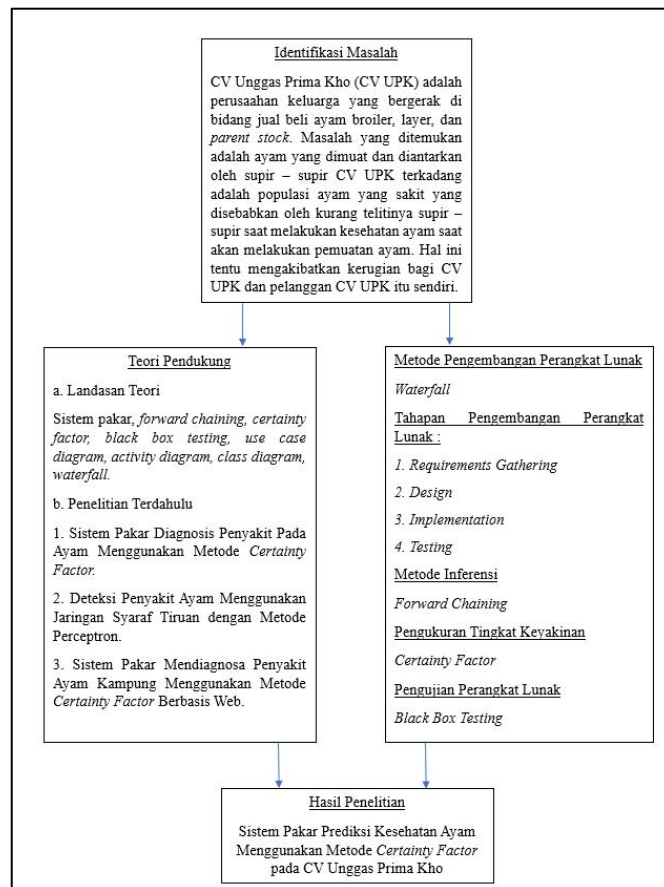 Identifikasi Masalah
CV Unggas Prima Kho (CV UPK) adalah
perusaahan keluarga yang bergerak di
bidang jual beli ayam broiler, layer, dan
parent stock. Masalah yang ditemukan
adalah ayam yang dimuat dan diantarkan
oleh supir – supir CV UPK terkadang
adalah populasi ayam yang sakit yang
disebabkan oleh kurang telitinya supir –
supir saat melakukan kesehatan ayam saat
akan melakukan pemuatan ayam. Hal ini
tentu mengakibatkan kerugian bagi CV
UPK dan pelanggan CV UPK itu sendiri.
Teori Pendukung
a. Landasan Teori
Sistem pakar, forward chaining, certainty
factor, black box testing, use case
diagram, activity diagram, class diagram,
waterfall.
b. Penelitian Terdahulu
1. Sistem Pakar Diagnosis Penyakit Pada
Ayam Menggunakan Metode Certainty
Factor.
2. Deteksi Penyakit Ayam Menggunakan
Jaringan Syaraf Tiruan dengan Metode
Perceptron.
3. Sistem Pakar Mendiagnosa Penyakit
Ayam Kampung Menggunakan Metode
Certainty Factor Berbasis Web.
Metode Pengembangan Perangkat Lunak
Waterfall
Tahapan Pengembangan Perangkat
Lunak :
1. Requirements Gathering
2. Design
3. Implementation
4. Testing
Metode Inferensi
Forward Chaining
Pengukuran Tingkat Keyakinan
Certainty Factor
Pengujian Perangkat Lunak
Black Box Testing
Hasil Penelitian
Sistem Pakar Prediksi Kesehatan Ayam
Menggunakan Metode Certainty Factor
pada CV Unggas Prima Kho